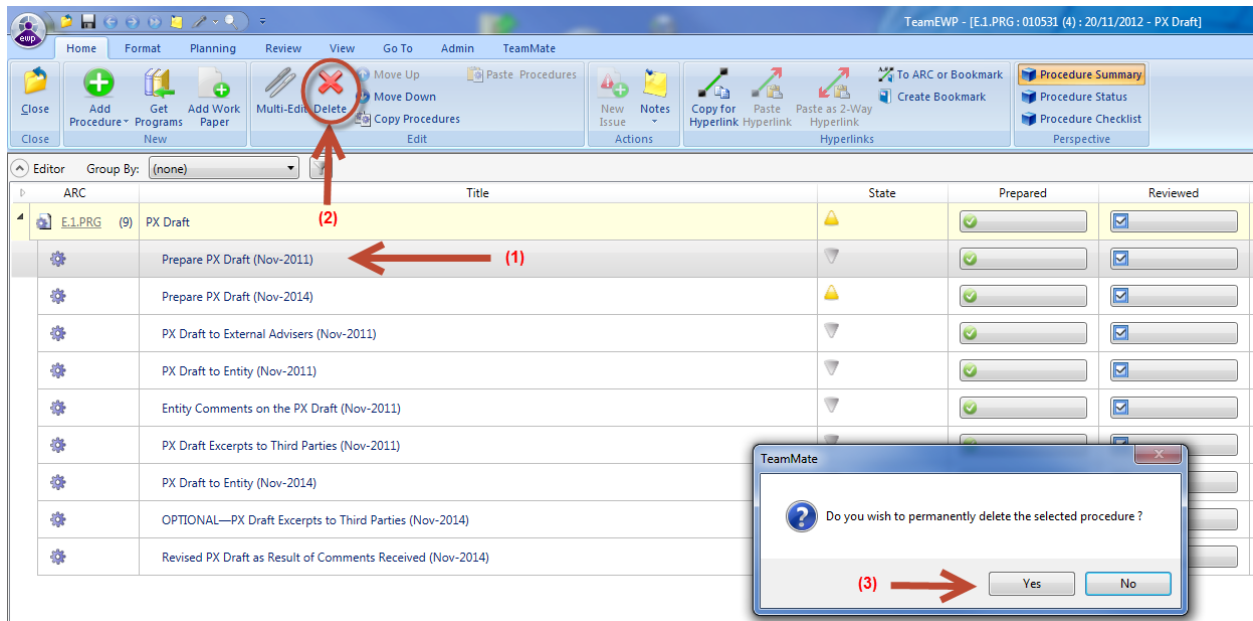 TeamEWP - [E.1.PRG : 010531 (4) : 20/11/2012 - PX Draft]
ewp
Home Format Planning Review View Go To Admin TeamMate
Close
Add Procedure
Get Programs
Add Work Paper
Multi-Edit
Delete
Move Up
Move Down
Copy Procedures
Paste Procedures
New Issue
Notes
Copy for Hyperlink
Paste Hyperlink
Paste as 2-Way Hyperlink
To ARC or Bookmark
Create Bookmark
Procedure Summary
Procedure Status
Procedure Checklist
Close New Edit Actions Hyperlinks Perspective
Editor Group By: (none)
ARC Title State Prepared Reviewed
E.1.PRG (9) PX Draft
(2)
Prepare PX Draft (Nov-2011)
(1)
Prepare PX Draft (Nov-2014)
PX Draft to External Advisers (Nov-2011)
PX Draft to Entity (Nov-2011)
Entity Comments on the PX Draft (Nov-2011)
PX Draft Excerpts to Third Parties (Nov-2011)
PX Draft to Entity (Nov-2014)
OPTIONAL—PX Draft Excerpts to Third Parties (Nov-2014)
Revised PX Draft as Result of Comments Received (Nov-2014)
TeamMate
Do you wish to permanently delete the selected procedure ?
(3)
Yes No